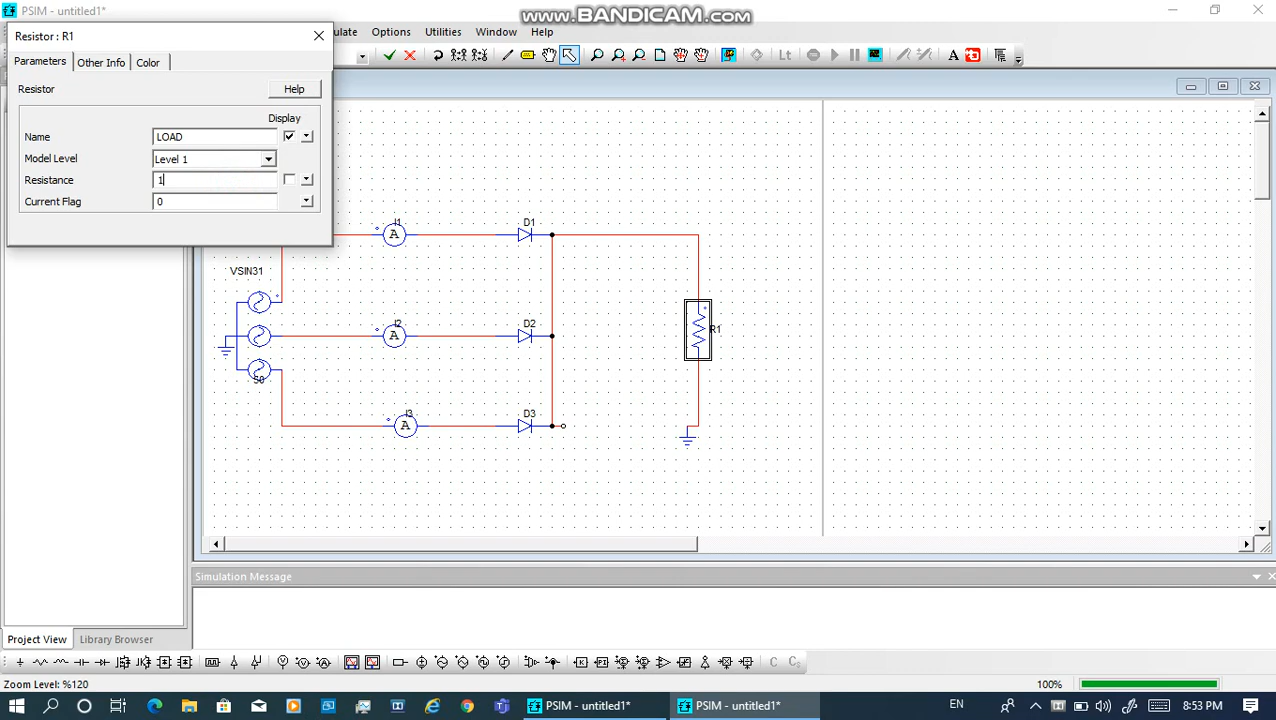 PSIM - untitled1*
www.BANDICAM.com
Resistor : R1
ulate
Options
Utilities
Window
Help
Parameters
Other Info
Color
Lt
A
Resistor
Help
Display
Name
LOAD
Model Level
Level 1
Resistance
1
Current Flag
0
I1
A
D1
VSIN31
I2
A
D2
R1
S0
I3
A
D3
Simulation Message
Project View
Library Browser
Zoom Level: %120
100%
PSIM - untitled1*
PSIM - untitled1*
EN
8:53 PM